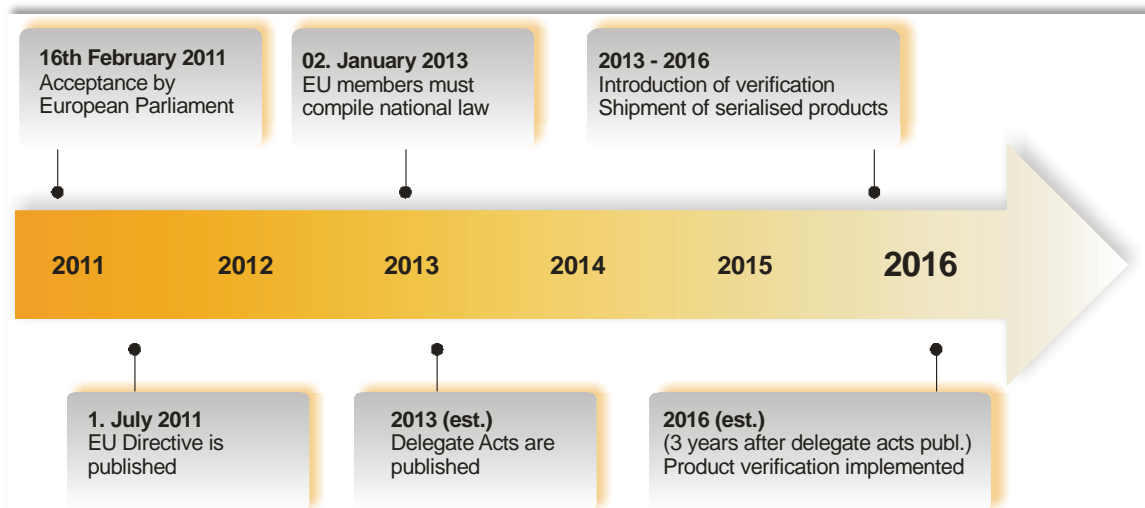 16th February 2011
Acceptance by
European Parliament
02. January 2013
EU members must
compile national law
2013 - 2016
Introduction of verification
Shipment of serialised products
2011
2012
2013
2014
2015
2016
1. July 2011
EU Directive is
published
2013 (est.)
Delegate Acts are
published
2016 (est.)
(3 years after delegate acts publ.)
Product verification implemented